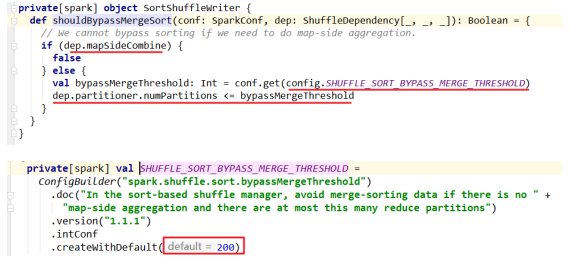 private[spark] object SortShuffleWriter {
def shouldBypassMergeSort(conf: SparkConf, dep: ShuffleDependency[_, _, _]): Boolean = {
// We cannot bypass sorting if we need to do map-side aggregation.
if (dep.mapSideCombine) {
false
} else {
val bypassMergeThreshold: Int = conf.get(config.SHUFFLE_SORT_BYPASS_MERGE_THRESHOLD)
dep.partitioner.numPartitions <= bypassMergeThreshold
}
}
}
private[spark] val SHUFFLE_SORT_BYPASS_MERGE_THRESHOLD =
ConfigBuilder("spark.shuffle.sort.bypassMergeThreshold")
.doc("In the sort-based shuffle manager, avoid merge-sorting data if there is no " +
"map-side aggregation and there are at most this many reduce partitions")
.version("1.1.1")
.intConf
.createWithDefault( default = 200)